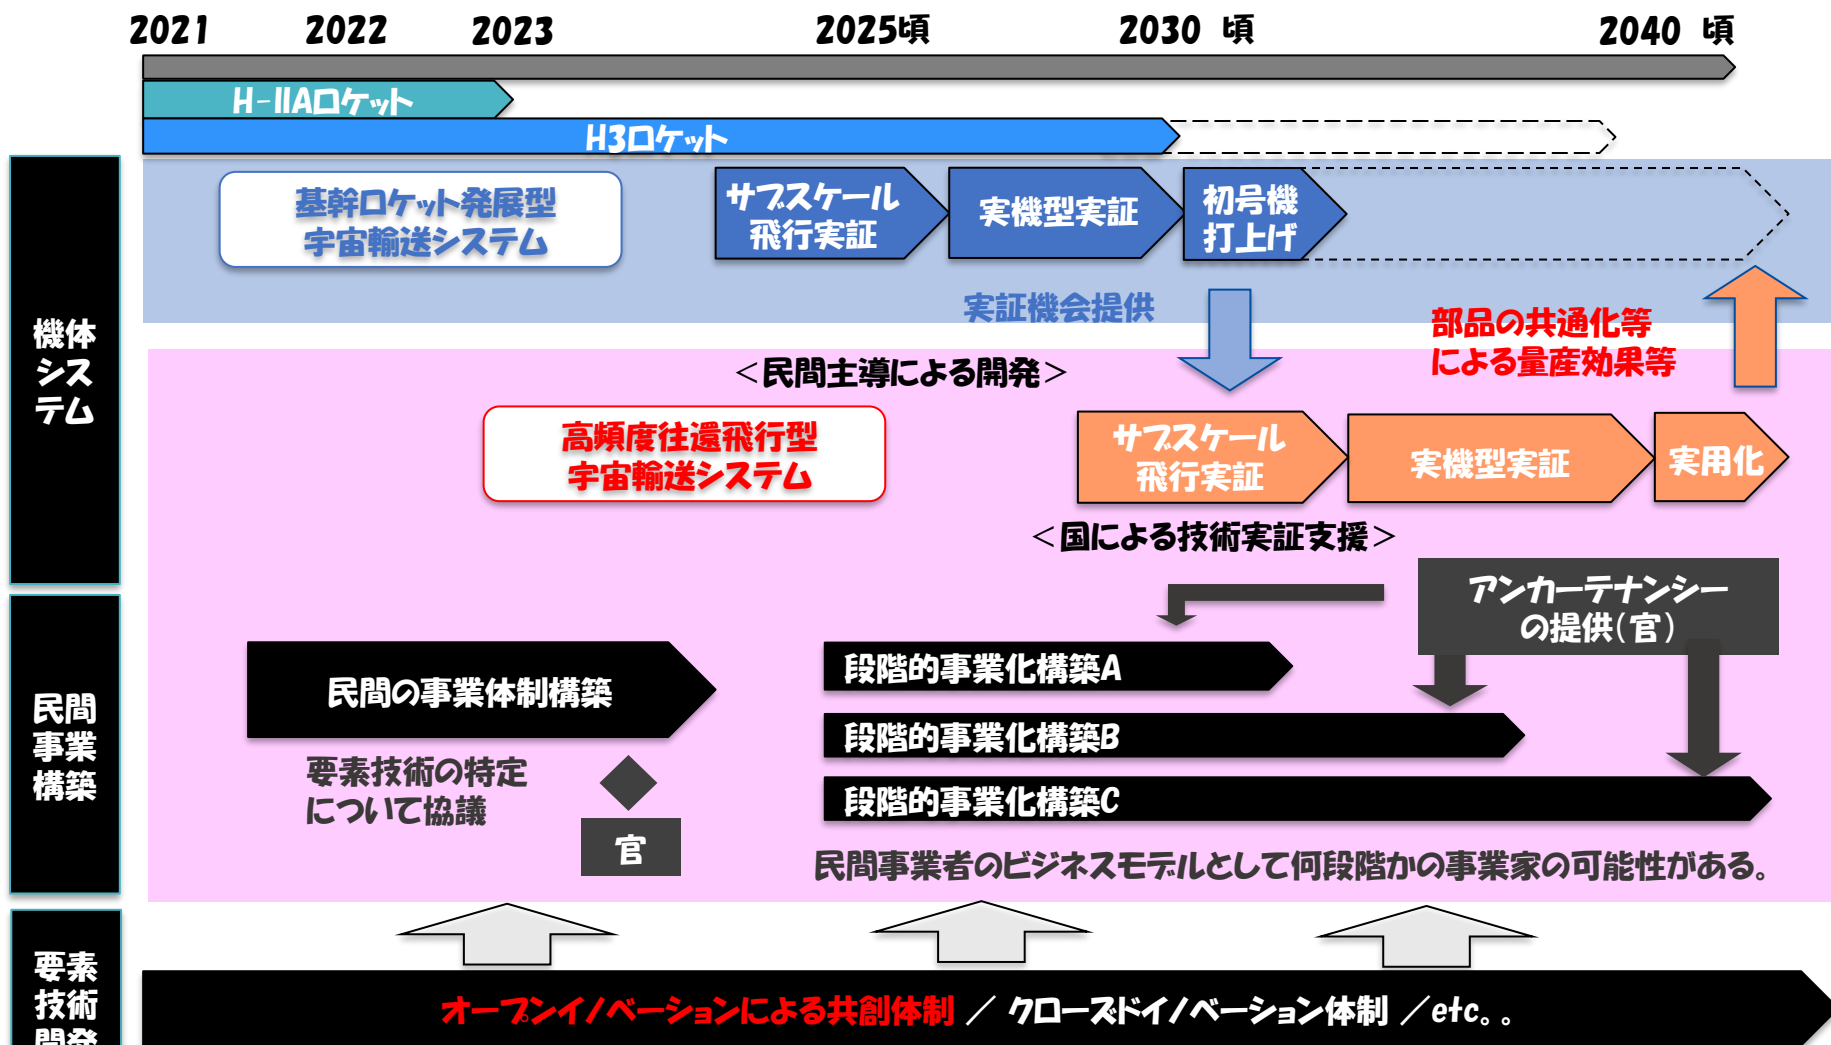 2021
2022
2023
2025頃
2030 頃
2040 頃
H-IIAロケット
H3ロケット
機体
シス
テム
基幹ロケット発展型
宇宙輸送システム
サブスケール
飛行実証
実機型実証
初号機
打上げ
実証機会提供
部品の共通化等
による量産効果等
＜民間主導による開発＞
高頻度往還飛行型
宇宙輸送システム
サブスケール
飛行実証
実機型実証
実用化
＜国による技術実証支援＞
アンカーテナンシー
の提供（官）
民間
事業
構築
民間の事業体制構築
段階的事業化構築A
段階的事業化構築B
段階的事業化構築C
要素技術の特定
について協議
官
民間事業者のビジネスモデルとして何段階かの事業家の可能性がある。
要素
技術
開発
オープンイノベーションによる共創体制 ／ クローズドイノベーション体制 ／etc。。